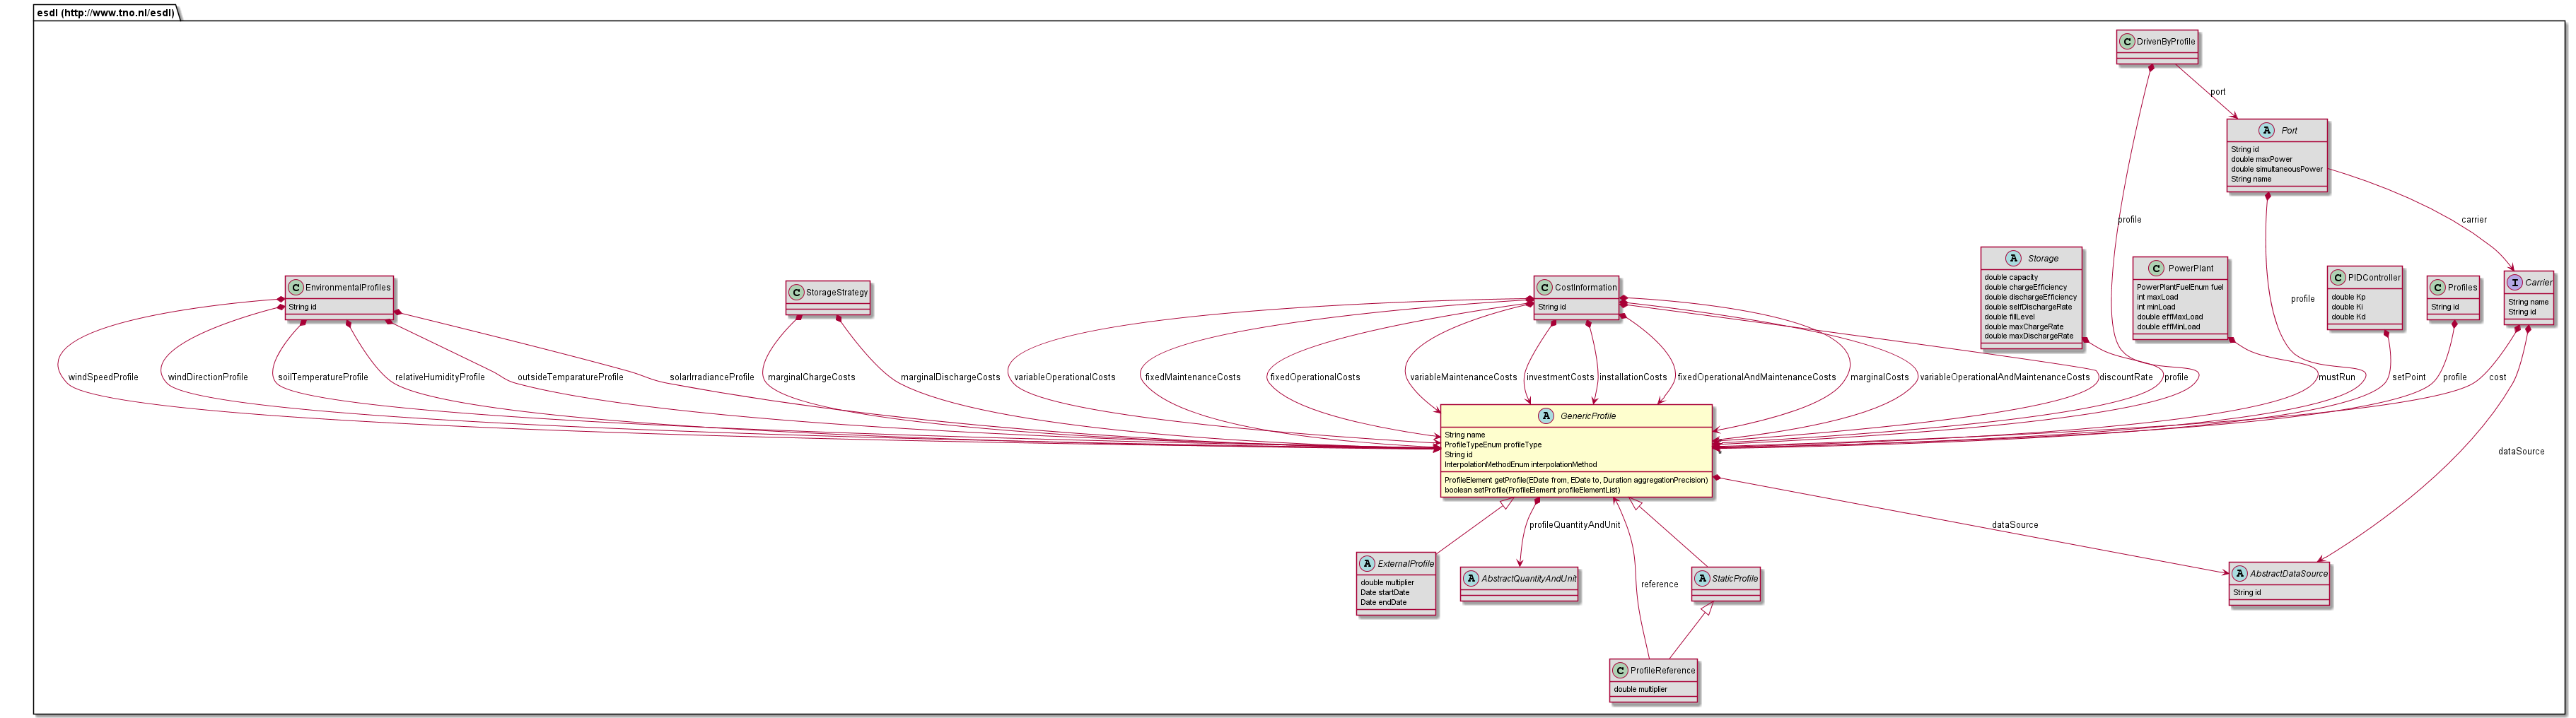 esdl (http://www.tno.nl/esdl)
C DrivenByProfile
port
A Port
String id
double maxPower
double simultaneousPower
String name
profile
carrier
A Storage
double capacity
double chargeEfficiency
double dischargeEfficiency
double selfDischargeRate
double fillLevel
double maxChargeRate
double maxDischargeRate
C PowerPlant
PowerPlantFuelEnum fuel
int maxLoad
int minLoad
double effMaxLoad
double effMinLoad
profile
C PIDController
double Kp
double Ki
double Kd
C Profiles
String id
I Carrier
String name
String id
C EnvironmentalProfiles
String id
C StorageStrategy
C CostInformation
String id
windSpeedProfile
windDirectionProfile
soilTemperatureProfile
relativeHumidityProfile
outsideTemparatureProfile
solarIrradianceProfile
marginalChargeCosts
marginalDischargeCosts
variableOperationalCosts
fixedMaintenanceCosts
fixedOperationalCosts
variableMaintenanceCosts
investmentCosts
installationCosts
fixedOperationalAndMaintenanceCosts
marginalCosts
variableOperationalAndMaintenanceCosts
discountRate
profile
mustRun
setPoint
profile
cost
A GenericProfile
String name
ProfileTypeEnum profileType
String id
InterpolationMethodEnum interpolationMethod
ProfileElement getProfile(EDate from, EDate to, Duration aggregationPrecision)
boolean setProfile(ProfileElement profileElementList)
dataSource
profileQuantityAndUnit
dataSource
A ExternalProfile
double multiplier
Date startDate
Date endDate
A AbstractQuantityAndUnit
reference
A StaticProfile
A AbstractDataSource
String id
C ProfileReference
double multiplier